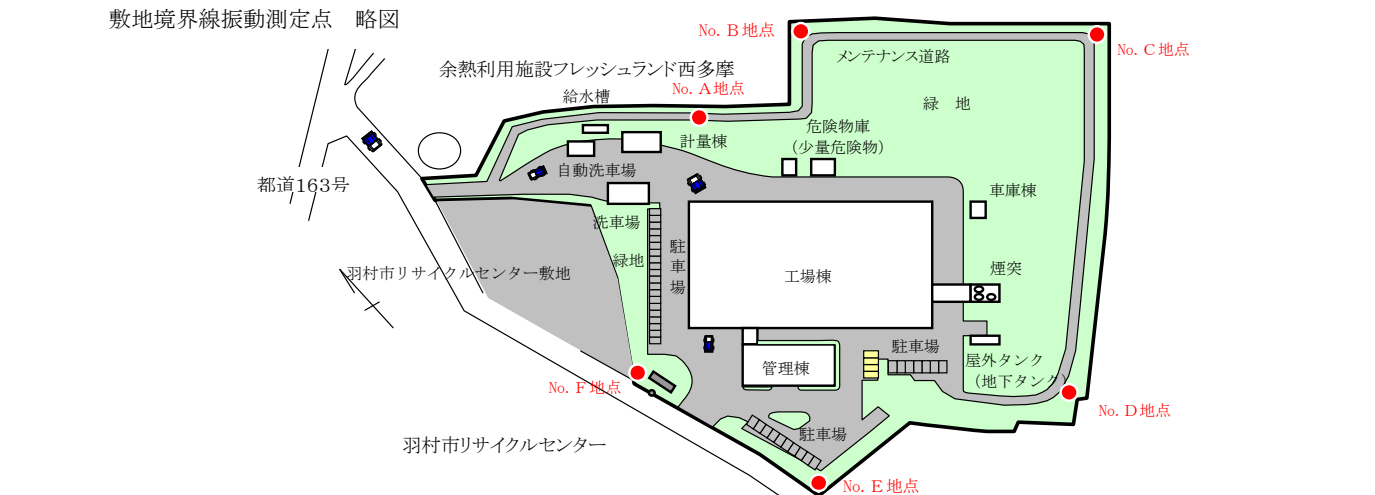 敷地境界線振動測定点　略図
No. B地点
No. C地点
メンテナンス道路
余熱利用施設フレッシュランド西多摩
No. A地点
給水槽
緑　地
危険物庫
(少量危険物)
計量棟
自動洗車場
都道163号
車庫棟
洗車場
駐車場
緑地
羽村市リサイクルセンター敷地
工場棟
煙突
駐車場
屋外タンク
(地下タンク)
管理棟
No. F地点
No. D地点
駐車場
羽村市リサイクルセンター
No. E地点